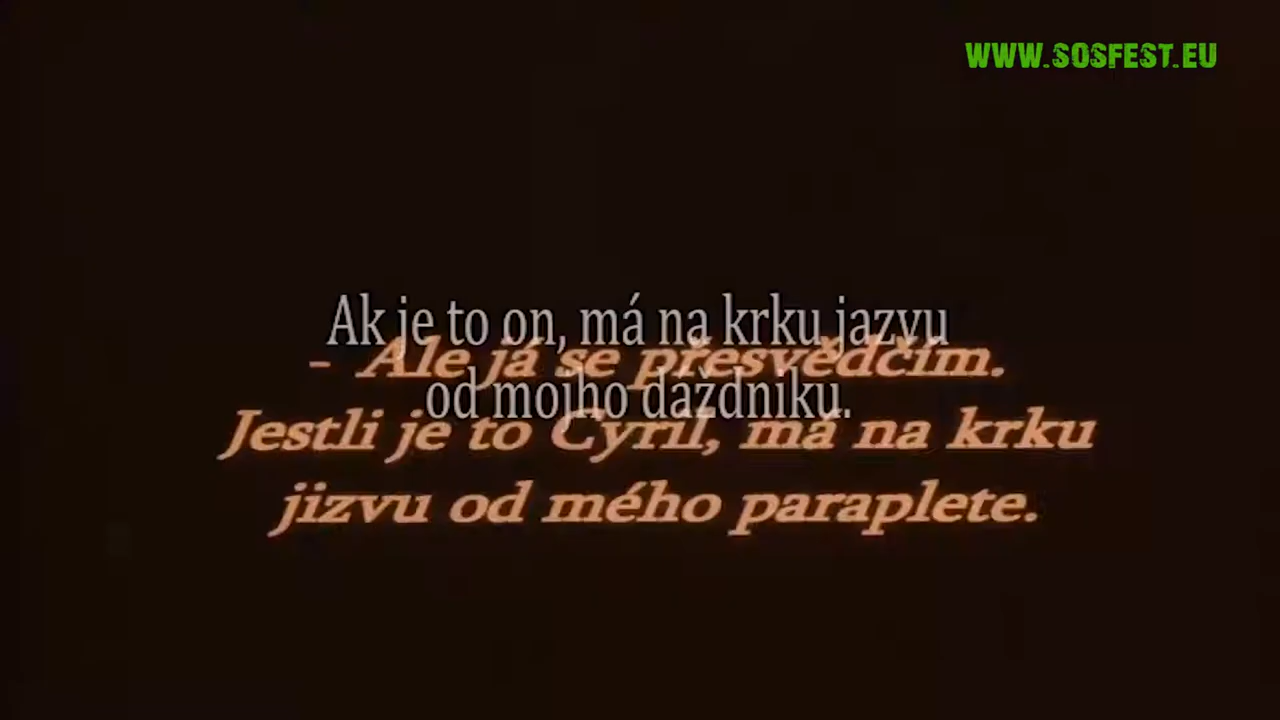 WWW.SOSFEST.EU
Ak je to on, má na krku jazvu
od mojho dáždniku.
- Ale já se přesvědčím.
Jestli je to Cyril, má na krku
jizvu od mého paraplete.